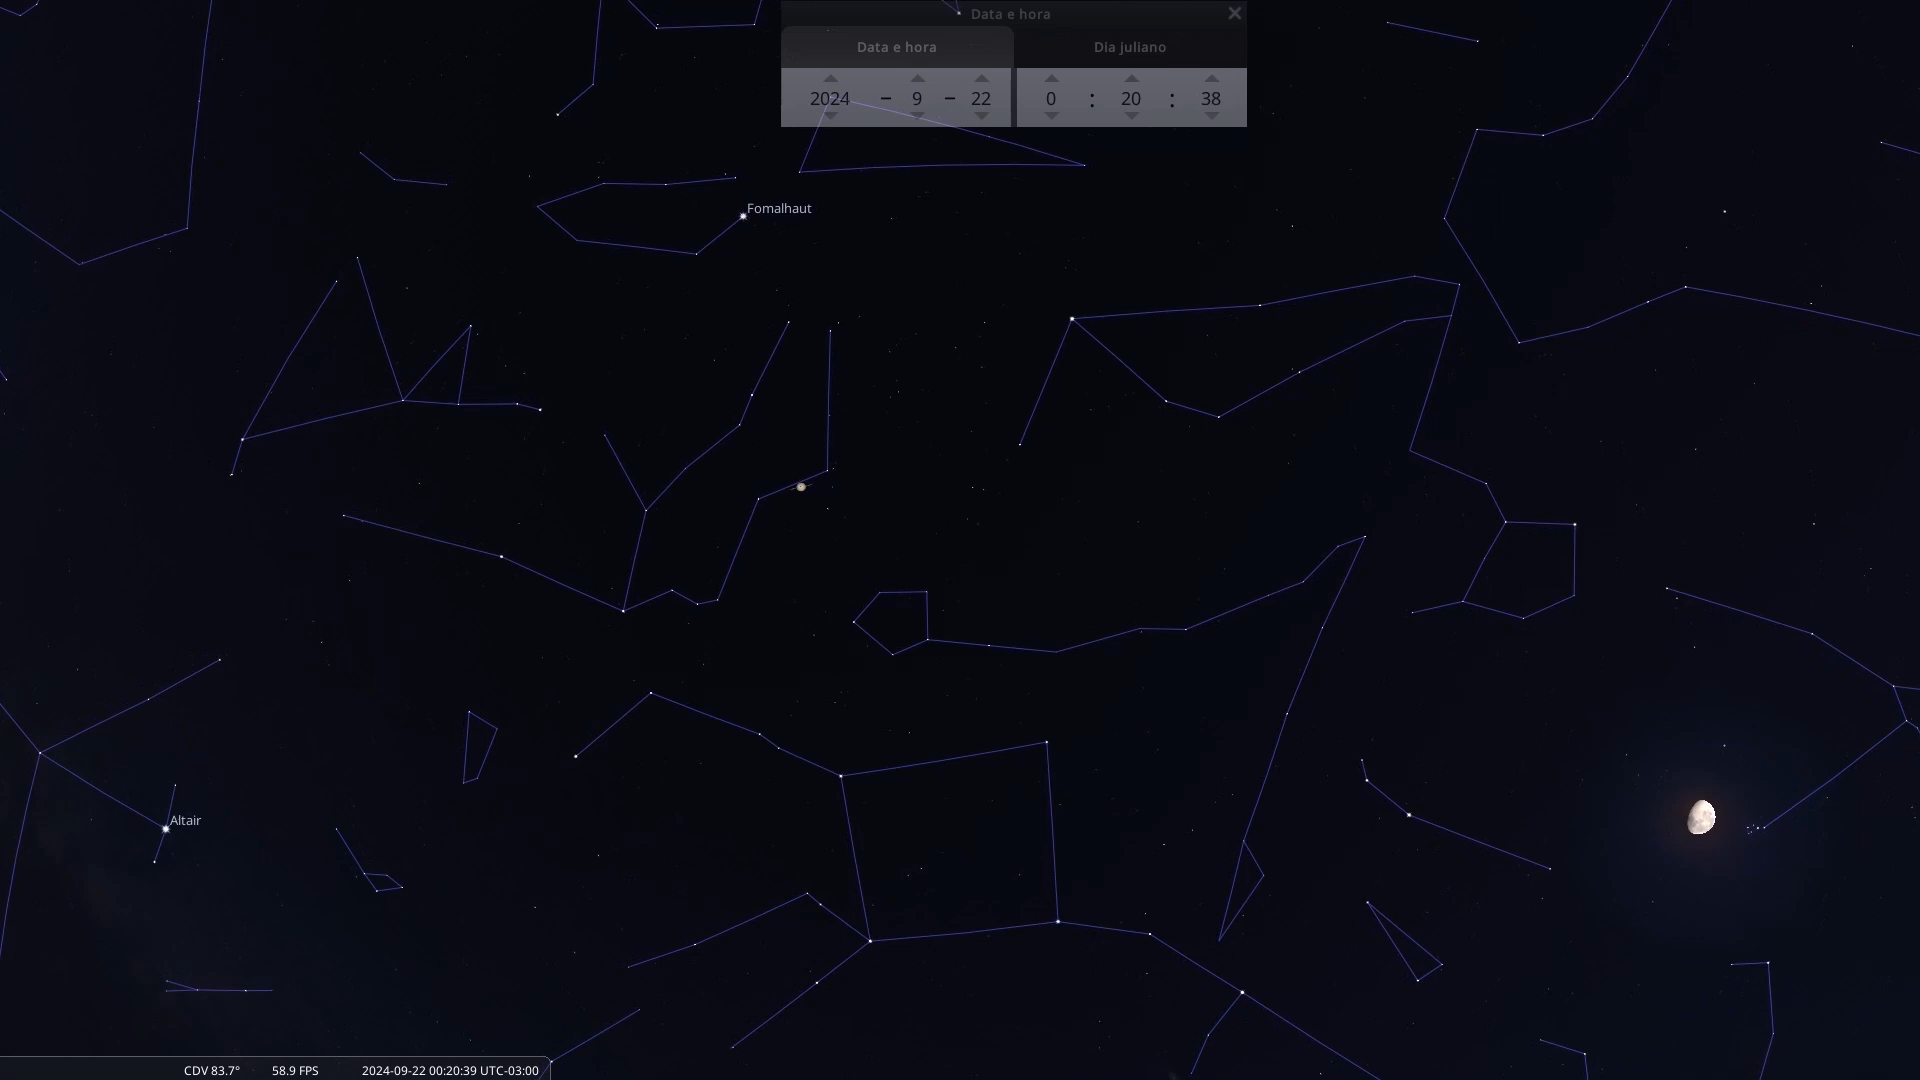 Data e hora
Data e hora Dia juliano
2024 - 9 - 22 0 : 20 : 38
Fomalhaut
Altair
CDV 83.7° 58.9 FPS 2024-09-22 00:20:39 UTC-03:00